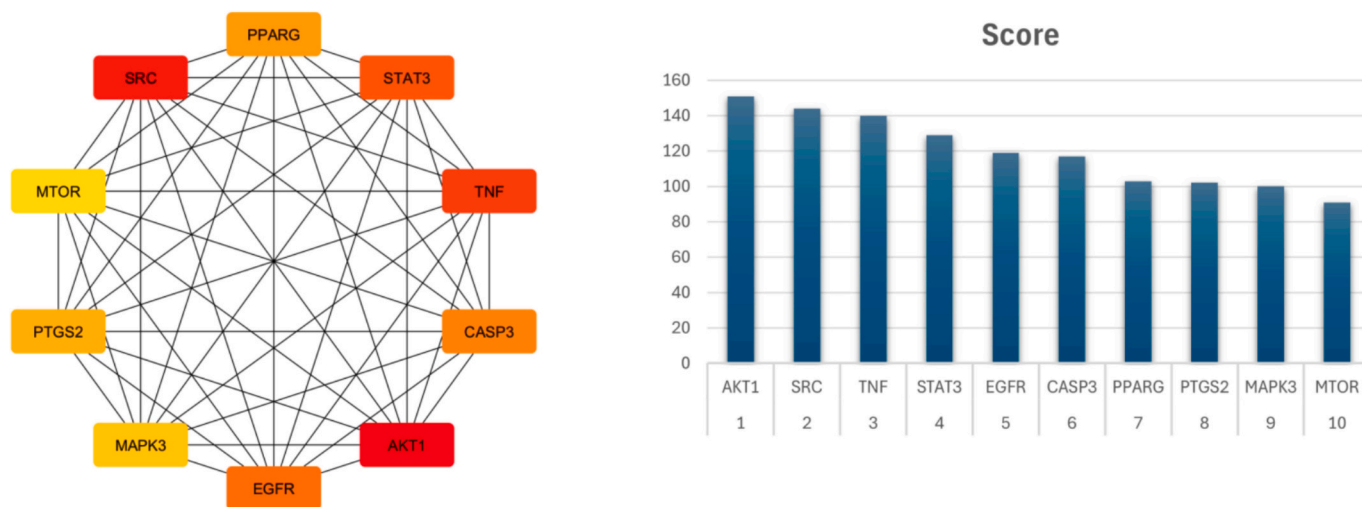 PPARG
SRC
STAT3
MTOR
TNF
PTGS2
CASP3
MAPK3
AKT1
EGFR
Score
160
140
120
100
80
60
40
20
0
AKT1 SRC TNF STAT3 EGFR CASP3 PPARG PTGS2 MAPK3 MTOR
1 2 3 4 5 6 7 8 9 10